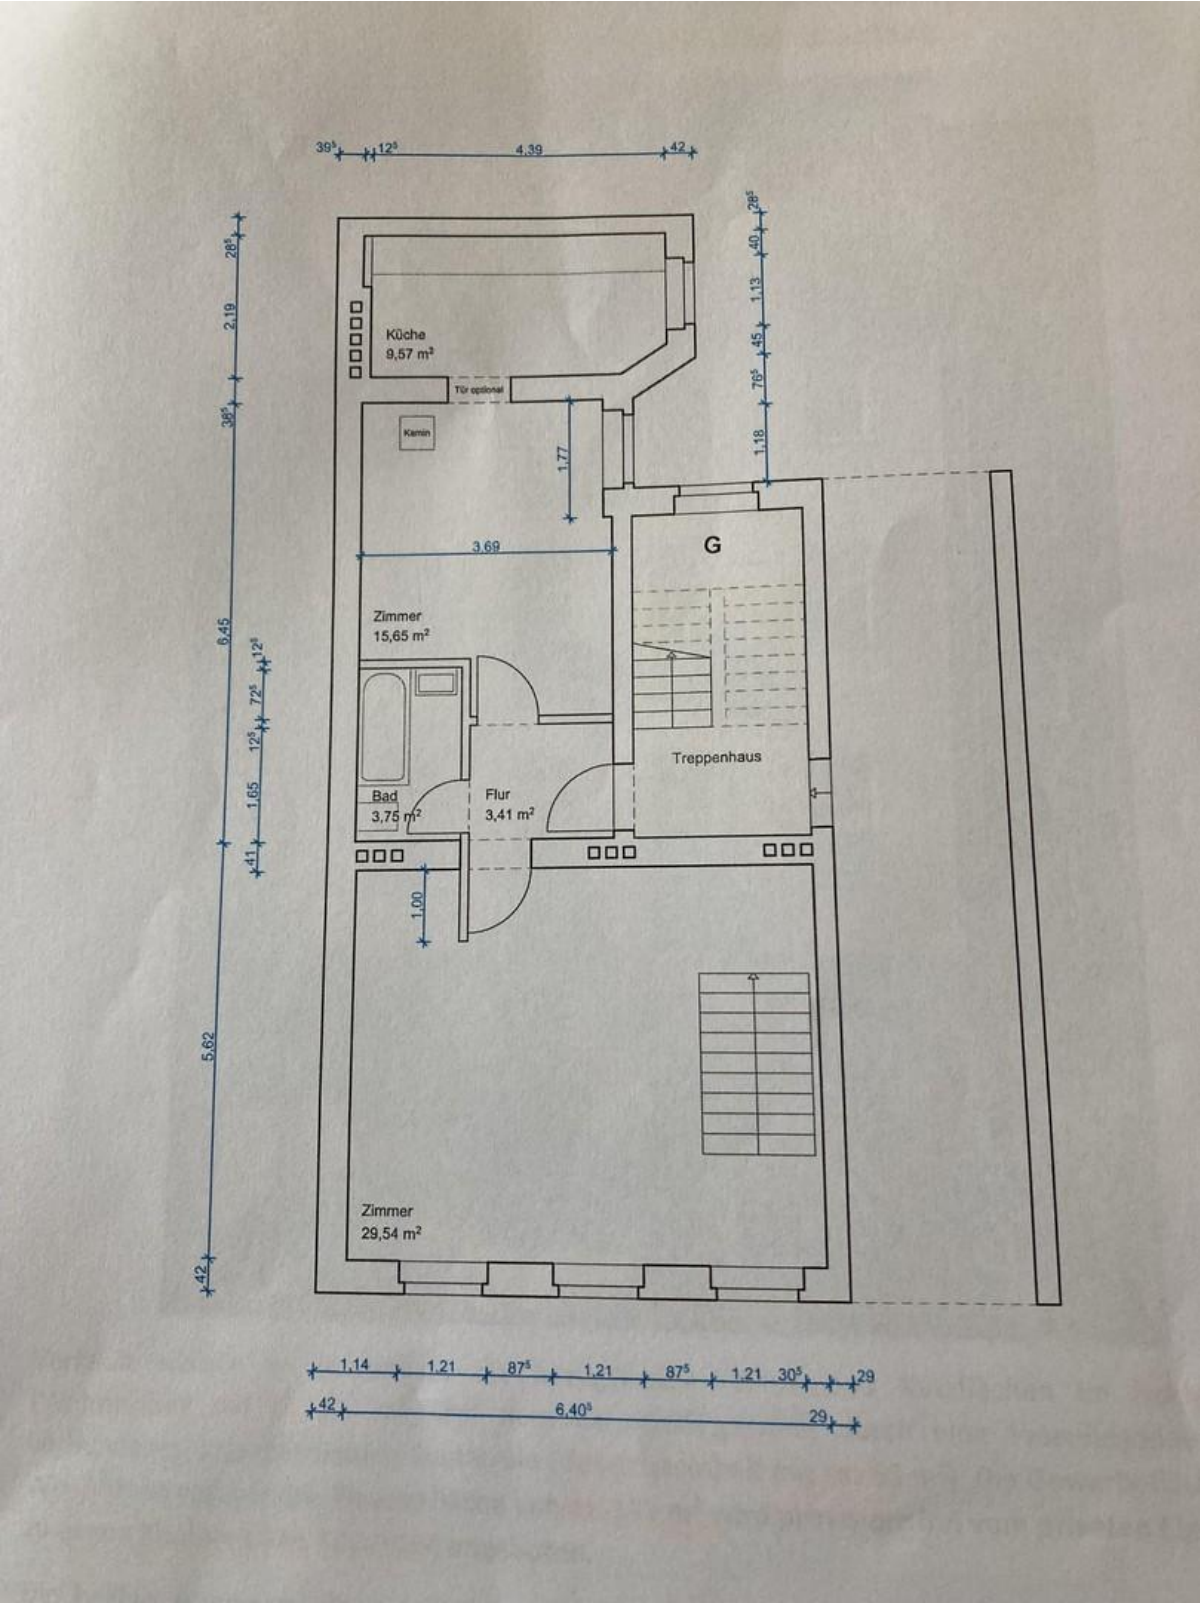 39⁵ 12⁵ 4,39 42
28⁵
40
1,13
45
76⁵
1,18
28⁵
2,19
38⁵
6,45
12⁵
72⁵
12⁵
1,65
41
5,62
42
Küche
9,57 m²
Tür optional
Kamin
1,77
3,69
G
Zimmer
15,65 m²
Treppenhaus
Bad
3,75 m²
Flur
3,41 m²
1,00
Zimmer
29,54 m²
1,14 1,21 87⁵ 1,21 87⁵ 1,21 30⁵ 29
42 6,40⁵ 29